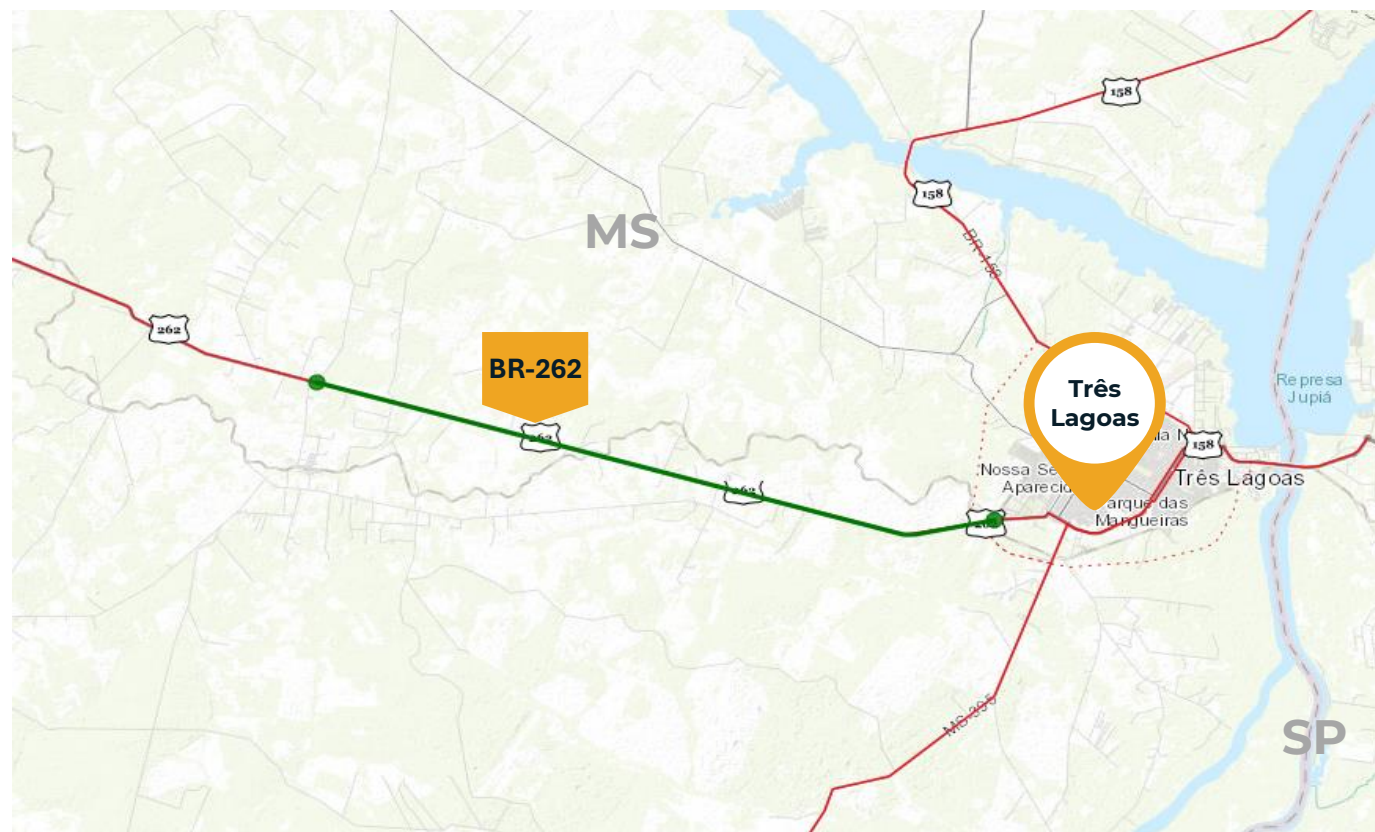 158
158
BR-158
MS
262
BR-262
262
262
Três
Lagoas
Represa
Jupiá
158
Nossa Se
Aparecid
Três Lagoas
Parque das
Mangueiras
MS-395
SP